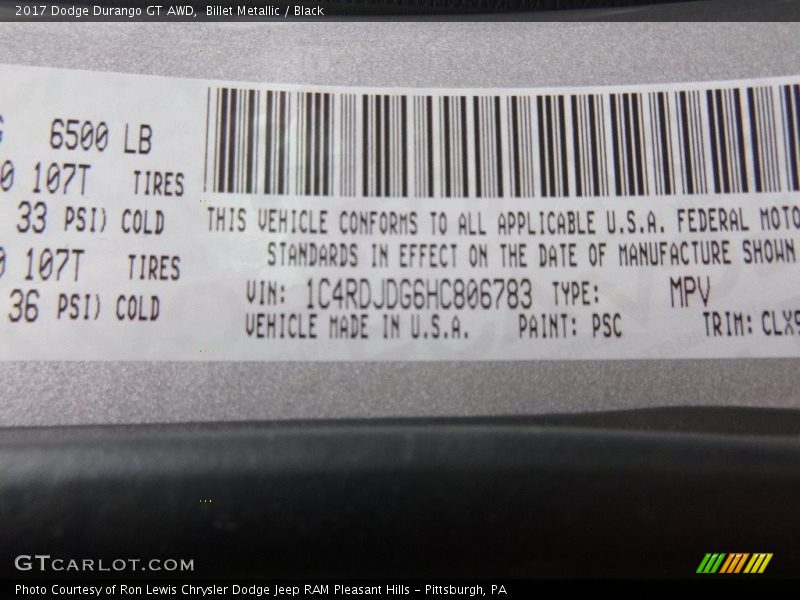 2017 Dodge Durango GT AWD,  Billet Metallic / Black
6500 LB
107T TIRES
33 PSI) COLD
107T TIRES
36 PSI) COLD
THIS VEHICLE CONFORMS TO ALL APPLICABLE U.S.A. FEDERAL MOTO
STANDARDS IN EFFECT ON THE DATE OF MANUFACTURE SHOWN
VIN: 1C4RDJDG6HC806783 TYPE: MPV
VEHICLE MADE IN U.S.A. PAINT: PSC TRIM: CLX9
GTCARLOT.COM
Photo Courtesy of Ron Lewis Chrysler Dodge Jeep RAM Pleasant Hills - Pittsburgh, PA